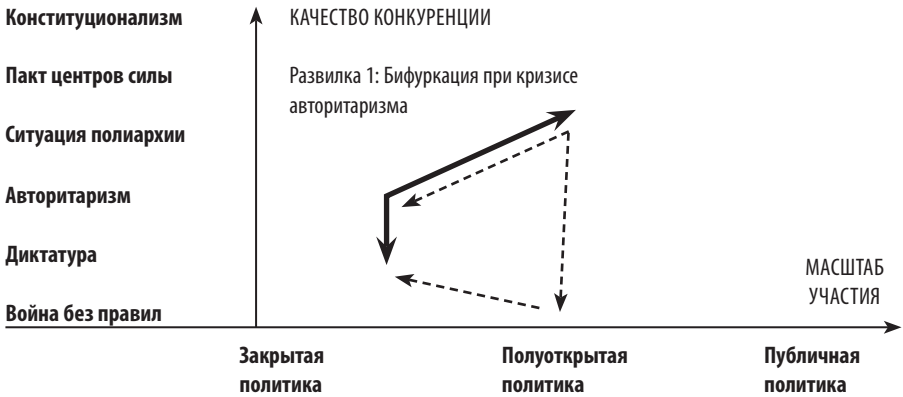 Конституционализм
КАЧЕСТВО КОНКУРЕНЦИИ
Пакт центров силы
Развилка 1: Бифуркация при кризисе
авторитаризма
Ситуация полиархии
Авторитаризм
Диктатура
МАСШТАБ
УЧАСТИЯ
Война без правил
Закрытая
политика
Полуоткрытая
политика
Публичная
политика